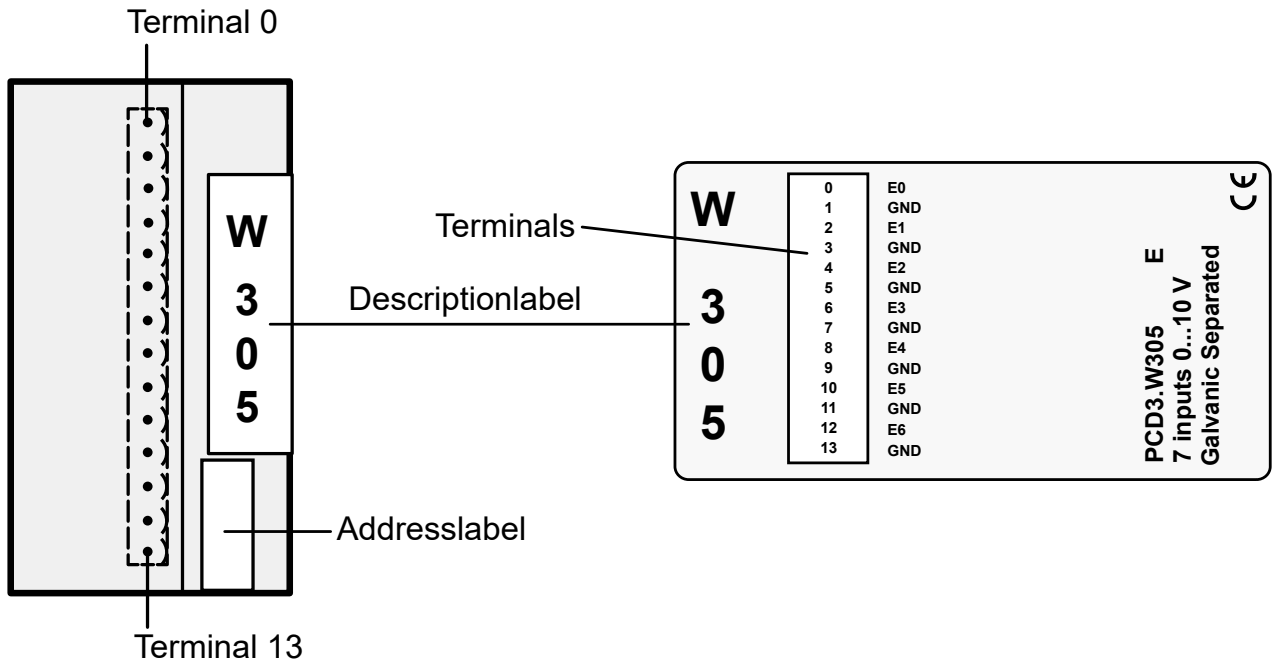 Terminal 0
W
3
0
5
Terminals
Descriptionlabel
Addresslabel
Terminal 13
W
3
0
5
0 E0
1 GND
2 E1
3 GND
4 E2
5 GND
6 E3
7 GND
8 E4
9 GND
10 E5
11 GND
12 E6
13 GND
PCD3.W305 E
7 inputs 0...10 V
Galvanic Separated
CE